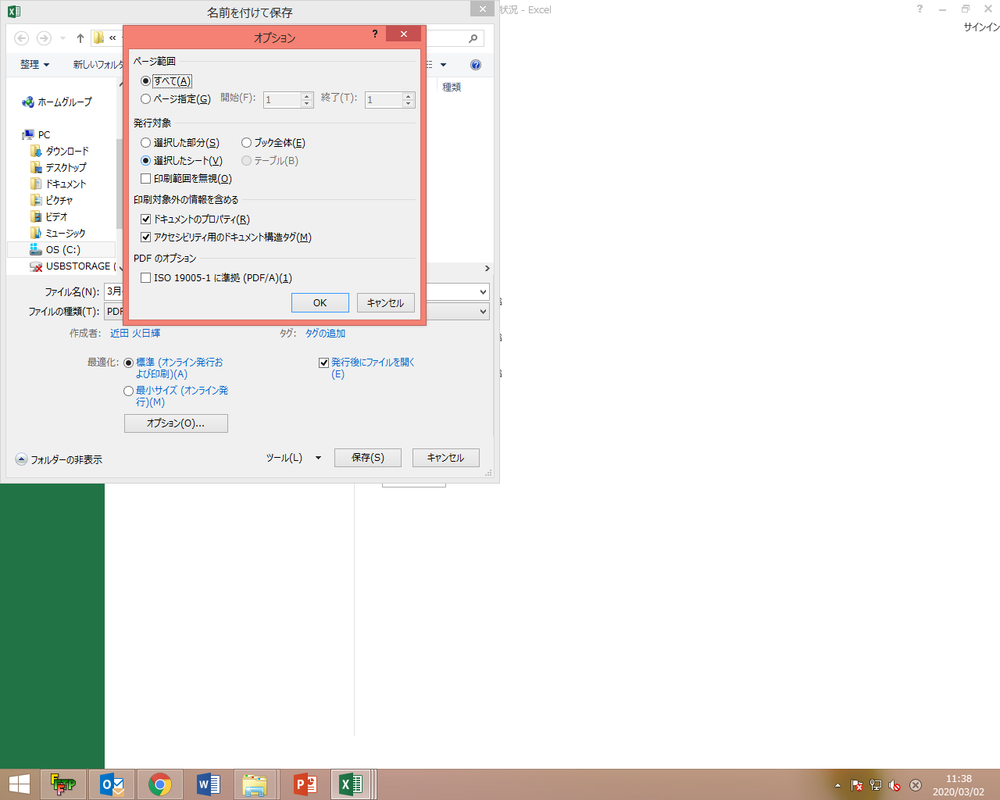 名前を付けて保存
状況 - Excel
サインイン
オプション
整理
新しいフォルダ
種類
ホームグループ
PC
ダウンロード
デスクトップ
ドキュメント
ピクチャ
ビデオ
ミュージック
OS (C:)
USBSTORAGE (
ページ範囲
すべて(A)
ページ指定(G) 開始(F): 1 終了(T): 1
発行対象
選択した部分(S) ブック全体(E)
選択したシート(V) テーブル(B)
印刷範囲を無視(O)
印刷対象外の情報を含める
ドキュメントのプロパティ(R)
アクセシビリティ用のドキュメント構造タグ(M)
PDF のオプション
ISO 19005-1 に準拠 (PDF/A)(1)
OK キャンセル
ファイル名(N): 3月
ファイルの種類(T): PDF
作成者: 近田 火日輝 タグ: タグの追加
最適化: 標準 (オンライン発行お
よび印刷)(A)
発行後にファイルを開く
(E)
最小サイズ (オンライン発
行)(M)
オプション(O)...
フォルダーの非表示 ツール(L) 保存(S) キャンセル
FFFTP
11:38
2020/03/02